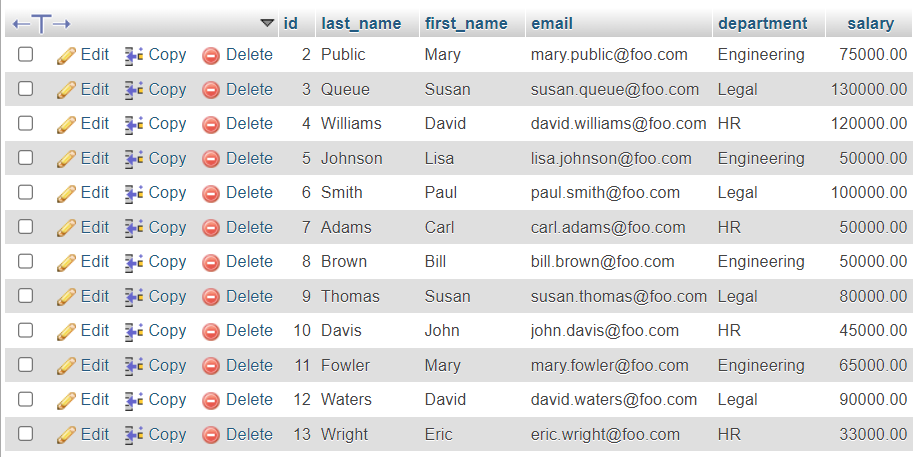 id last_name first_name email department salary
Edit Copy Delete 2 Public Mary mary.public@foo.com Engineering 75000.00
Edit Copy Delete 3 Queue Susan susan.queue@foo.com Legal 130000.00
Edit Copy Delete 4 Williams David david.williams@foo.com HR 120000.00
Edit Copy Delete 5 Johnson Lisa lisa.johnson@foo.com Engineering 50000.00
Edit Copy Delete 6 Smith Paul paul.smith@foo.com Legal 100000.00
Edit Copy Delete 7 Adams Carl carl.adams@foo.com HR 50000.00
Edit Copy Delete 8 Brown Bill bill.brown@foo.com Engineering 50000.00
Edit Copy Delete 9 Thomas Susan susan.thomas@foo.com Legal 80000.00
Edit Copy Delete 10 Davis John john.davis@foo.com HR 45000.00
Edit Copy Delete 11 Fowler Mary mary.fowler@foo.com Engineering 65000.00
Edit Copy Delete 12 Waters David david.waters@foo.com Legal 90000.00
Edit Copy Delete 13 Wright Eric eric.wright@foo.com HR 33000.00